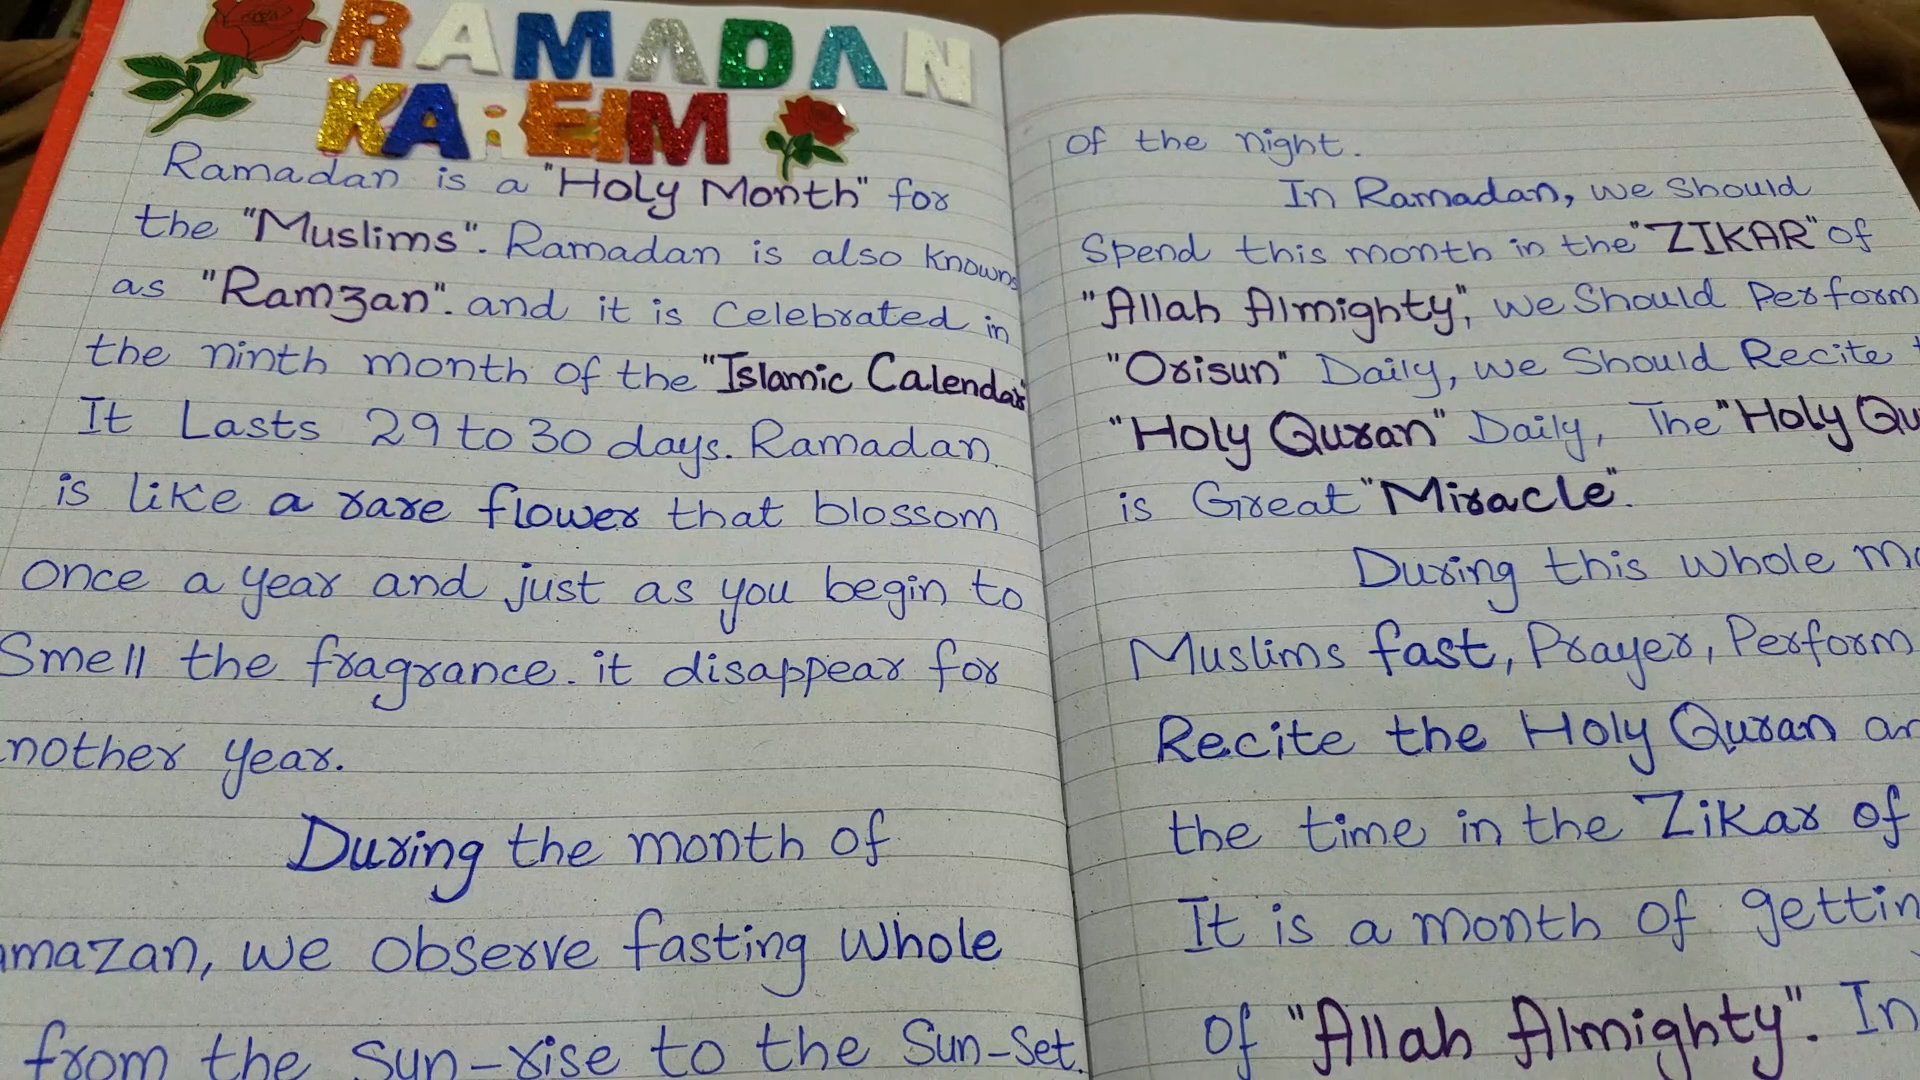 RAMADAN
KAREIM
Ramadan is a "Holy Month" for
the "Muslims". Ramadan is also knowns
as "Ramzan". and it is Celebrated in
the ninth month of the "Islamic Calendar"
It Lasts 29 to 30 days. Ramadan
is like a rare flower that blossom
once a year and just as you begin to
Smell the fragrance. it disappear for
nother year.
During the month of
amazan, we observe fasting whole
from the Sun-rise to the Sun-Set.
of the night.
In Ramadan, we should
Spend this month in the "ZIKAR" of
"Allah Almighty", we Should Perform
"Orisun" Daily, we Should Recite
"Holy Quran" Daily, The "Holy Qu
is Great "Miracle".
During this whole mo
Muslims fast, Prayer, Perform
Recite the Holy Quran an
the time in the Zikar of
It is a month of gettin
of "Allah Almighty". In